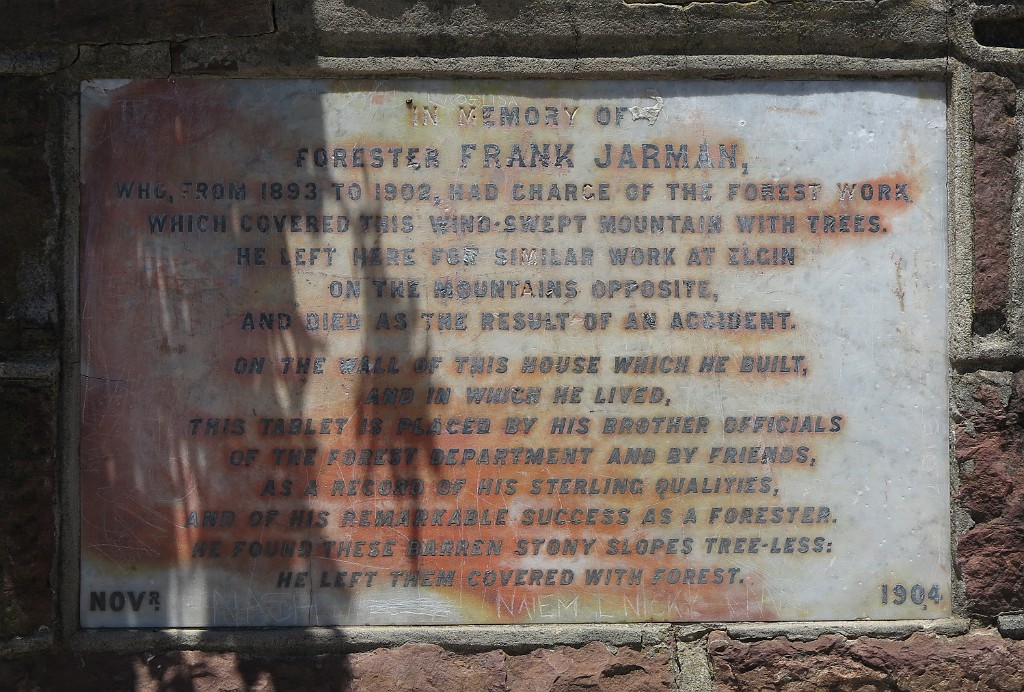 IN MEMORY OF
FORESTER FRANK JARMAN,
WHO, FROM 1893 TO 1902, HAD CHARGE OF THE FOREST WORK
WHICH COVERED THIS WIND-SWEPT MOUNTAIN WITH TREES.
HE LEFT HERE FOR SIMILAR WORK AT ELGIN
ON THE MOUNTAINS OPPOSITE,
AND DIED AS THE RESULT OF AN ACCIDENT.
ON THE WALL OF THIS HOUSE WHICH HE BUILT,
AND IN WHICH HE LIVED,
THIS TABLET IS PLACED BY HIS BROTHER OFFICIALS
OF THE FOREST DEPARTMENT AND BY FRIENDS,
AS A RECORD OF HIS STERLING QUALITIES,
AND OF HIS REMARKABLE SUCCESS AS A FORESTER.
HE FOUND THESE BARREN STONY SLOPES TREE-LESS:
HE LEFT THEM COVERED WITH FOREST.
NOVR. 1904
NAIEM